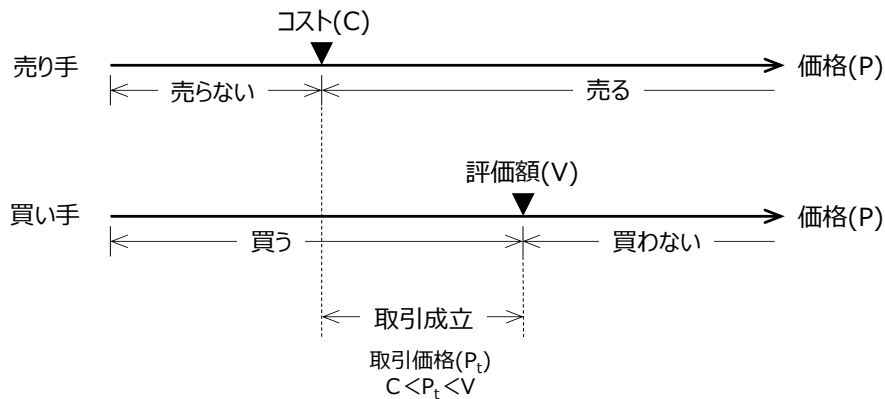 コスト(C)
売り手
価格(P)
売らない
売る
評価額(V)
買い手
価格(P)
買う
買わない
取引成立
取引価格(Pt)
C＜Pt＜V